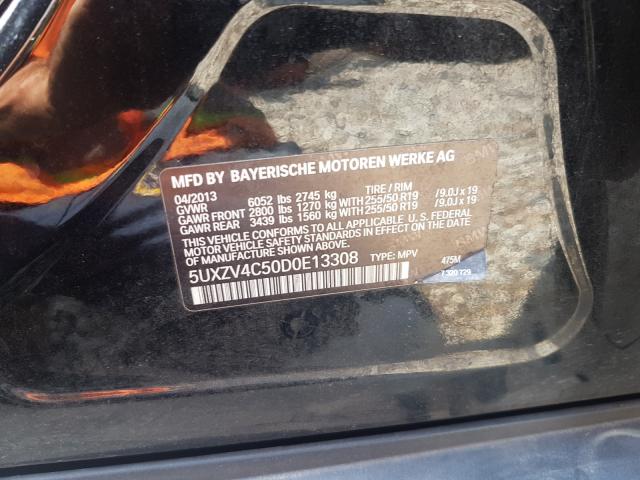 MFD BY BAYERISCHE MOTOREN WERKE AG
04/2013 TIRE / RIM
GVWR 6052 lbs 2745 kg
GAWR FRONT 2800 lbs 1270 kg WITH 255/50 R19 /9.0J x 19
GAWR REAR 3439 lbs 1560 kg WITH 255/50 R19 /9.0J x 19
THIS VEHICLE CONFORMS TO ALL APPLICABLE U.S. FEDERAL
MOTOR VEHICLE SAFETY STANDARDS IN EFFECT ON THE DATE
OF MANUFACTURE SHOWN ABOVE.
5UXZV4C50D0E13308 TYPE: MPV 475M
7 320 729